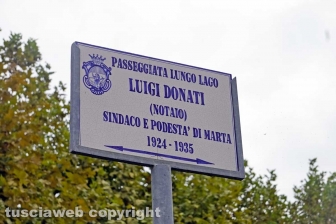 PASSEGGIATA LUNGO LAGO
LUIGI DONATI
(NOTAIO)
SINDACO E PODESTA' DI MARTA
1924 - 1935
tusciaweb copyright